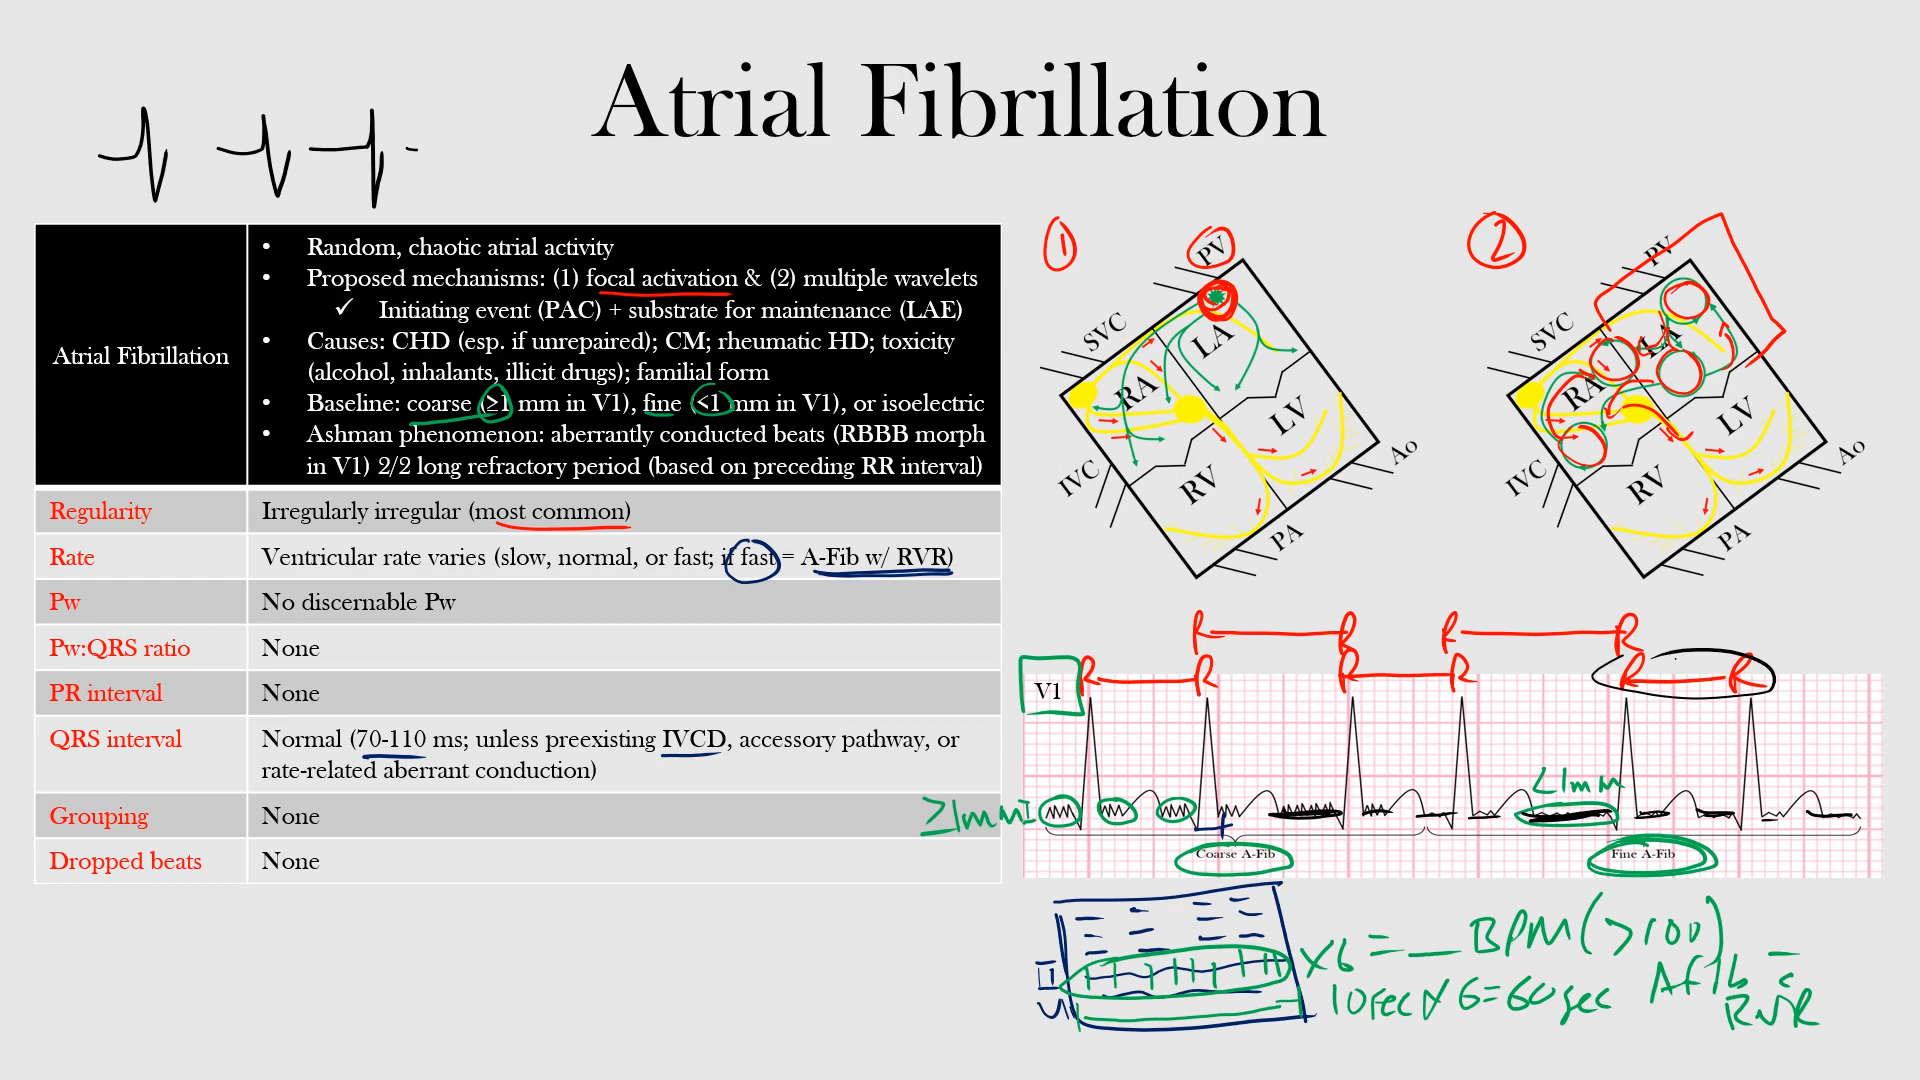 Atrial Fibrillation
Atrial Fibrillation
• Random, chaotic atrial activity
• Proposed mechanisms: (1) focal activation & (2) multiple wavelets
✓ Initiating event (PAC) + substrate for maintenance (LAE)
• Causes: CHD (esp. if unrepaired); CM; rheumatic HD; toxicity
(alcohol, inhalants, illicit drugs); familial form
• Baseline: coarse (≥1 mm in V1), fine (<1 mm in V1), or isoelectric
• Ashman phenomenon: aberrantly conducted beats (RBBB morph
in V1) 2/2 long refractory period (based on preceding RR interval)
Regularity Irregularly irregular (most common)
Rate Ventricular rate varies (slow, normal, or fast; if fast = A-Fib w/ RVR)
Pw No discernable Pw
Pw:QRS ratio None
PR interval None
QRS interval Normal (70-110 ms; unless preexisting IVCD, accessory pathway, or
rate-related aberrant conduction)
Grouping None
Dropped beats None
1
PV
SVC
LA
RA
LV
IVC
RV
Ao
PA
2
PV
SVC
LA
RA
LV
IVC
RV
Ao
PA
R R R R
R R R R R R
V1
<1mm
≥1mm
Coarse A-Fib
Fine A-Fib
II
V1
X6 = __ BPM (>100)
10sec x 6 = 60sec
Afib c
RVR